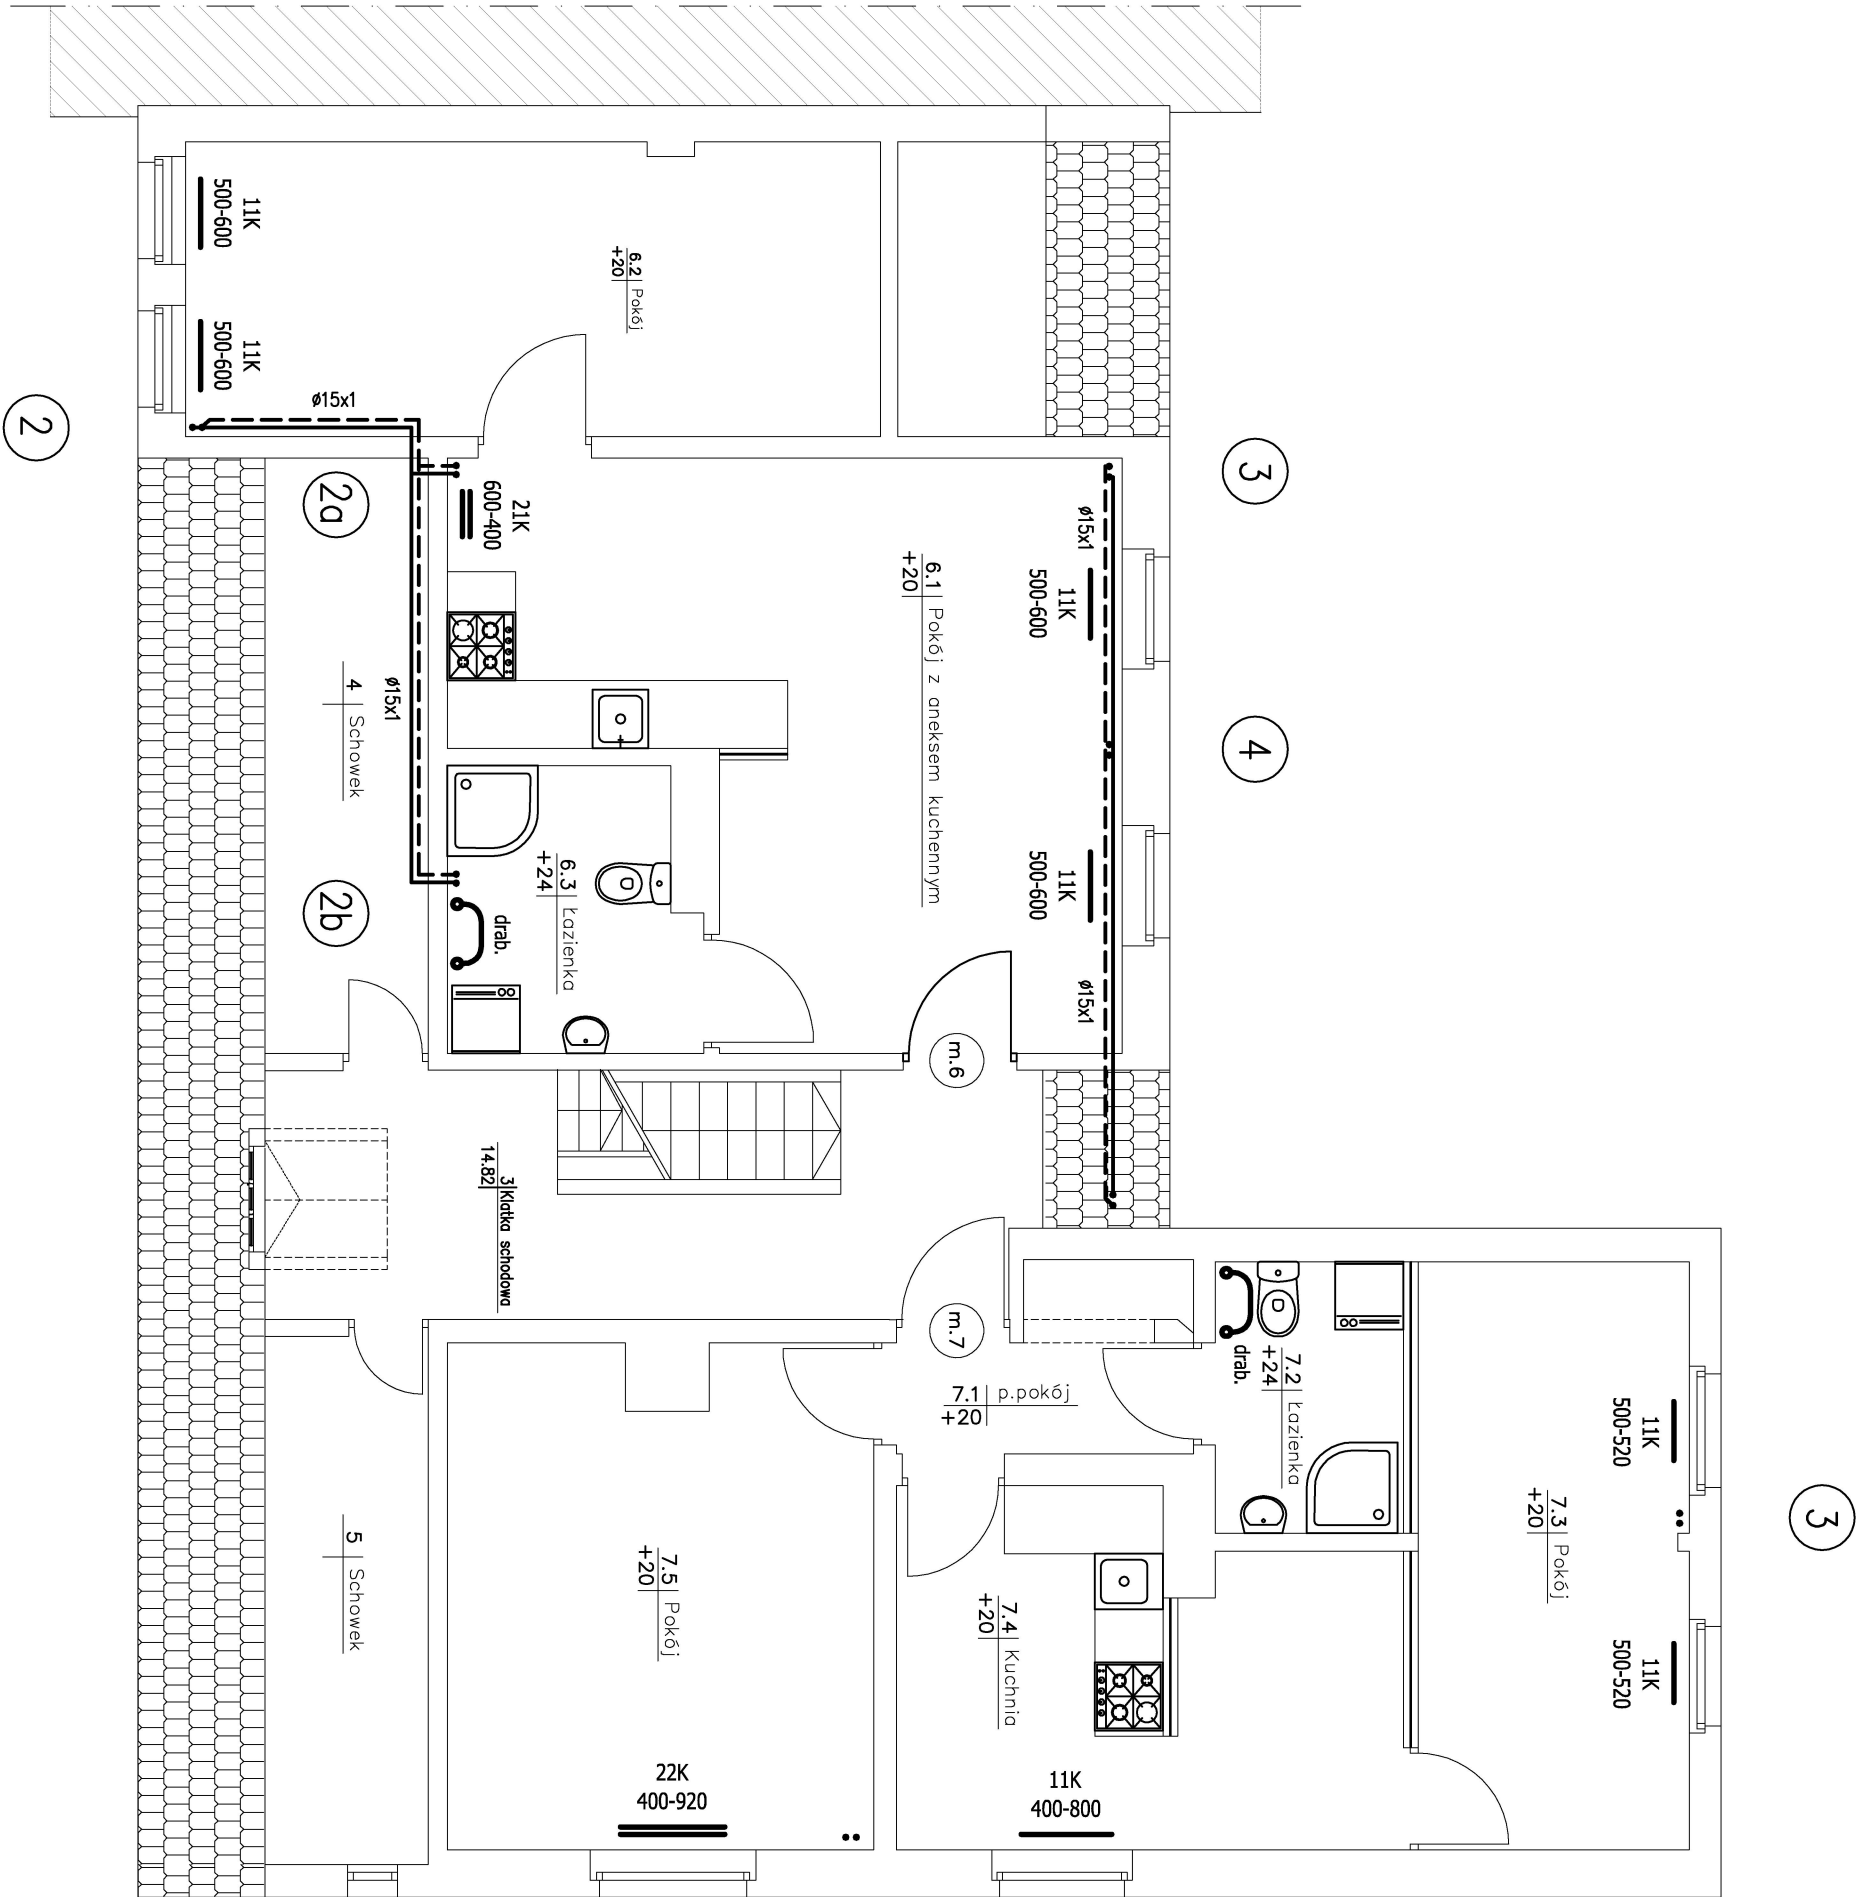 11K
500-600
11K
500-600
6.2 Pokój
+20
ø15x1
2
3
2a
21K
600-400
6.1 Pokój z aneksem kuchennym
+20
ø15x1
11K
500-600
4
4 Schowek
ø15x1
11K
500-600
2b
6.3 Łazienka
+24
drab.
ø15x1
m.6
3 Klatka schodowa
14.82
m.7
7.1 p.pokój
+20
7.2 Łazienka
+24
drab.
11K
500-520
7.3 Pokój
+20
3
11K
500-520
5 Schowek
7.5 Pokój
+20
7.4 Kuchnia
+20
22K
400-920
11K
400-800